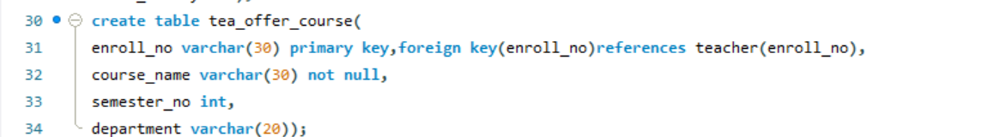 30 create table tea_offer_course(
31 enroll_no varchar(30) primary key,foreign key(enroll_no)references teacher(enroll_no),
32 course_name varchar(30) not null,
33 semester_no int,
34 department varchar(20));